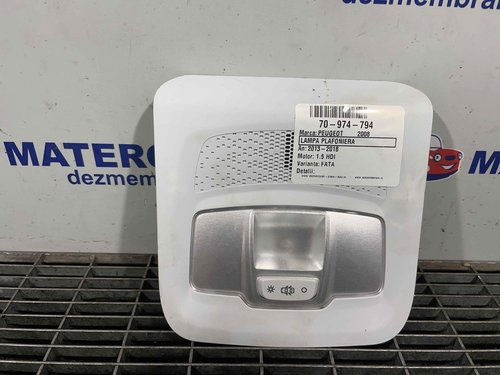 dezmembrari
MATERO
dezmem
70-974-794
Marca: PEUGEOT 2008
LAMPA PLAFONIERA
An: 2013-2018
Motor: 1.5 HDI
Varianta: FATA
Detalii: